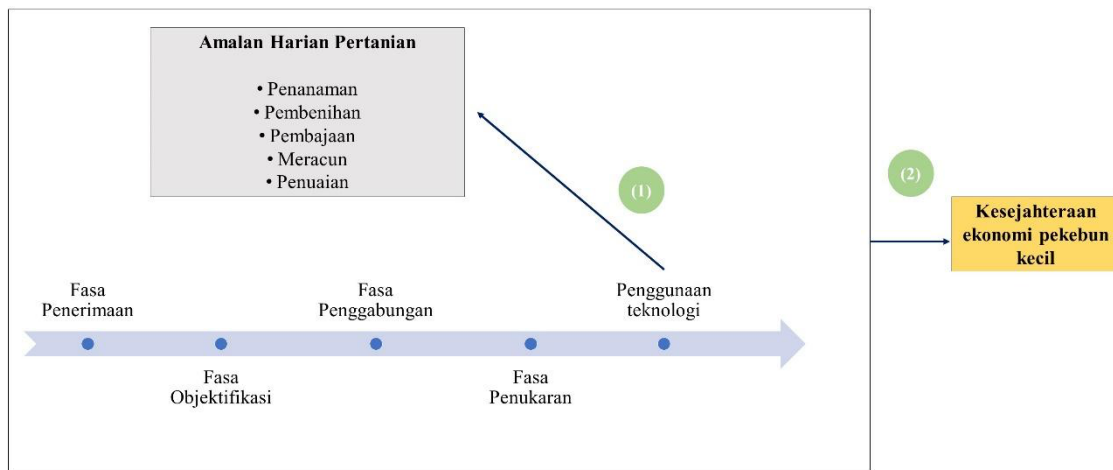 Amalan Harian Pertanian
• Penanaman
• Pembenihan
• Pembajaan
• Meracun
• Penuaian
(1)
(2)
Kesejahteraan
ekonomi pekebun
kecil
Fasa
Penerimaan
Fasa
Objektifikasi
Fasa
Penggabungan
Fasa
Penukaran
Penggunaan
teknologi